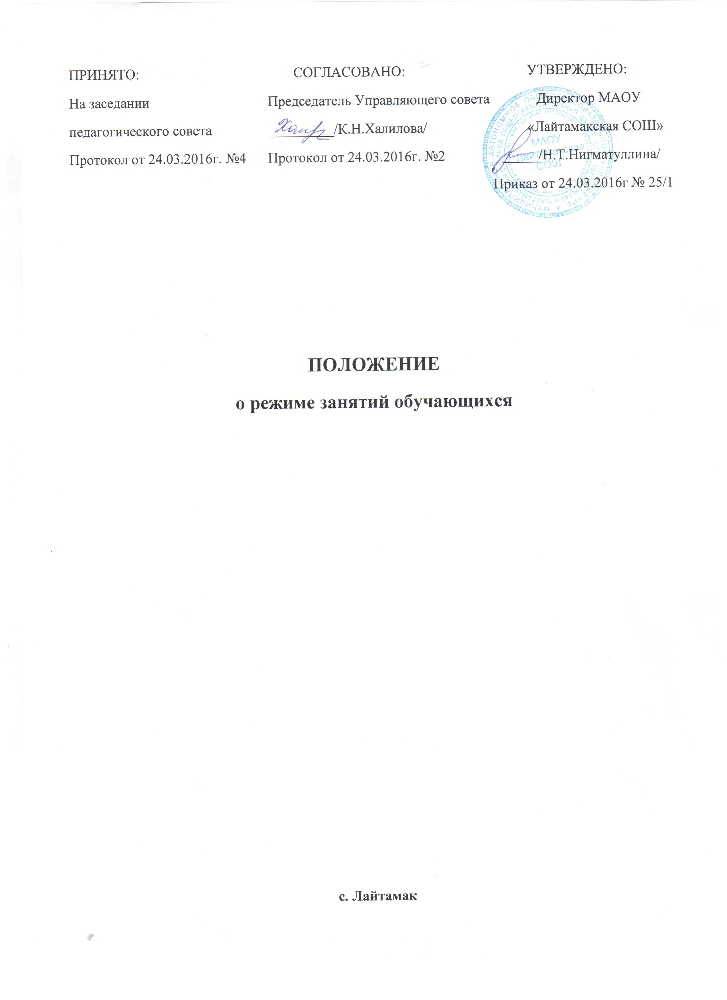 ПРИНЯТО:
На заседании
педагогического совета
Протокол от 24.03.2016г. №4
СОГЛАСОВАНО:
Председатель Управляющего совета
/К.Н.Халилова/
Протокол от 24.03.2016г. №2
УТВЕРЖДЕНО:
Директор МАОУ
«Лайтамакская СОШ»
/Н.Т.Нигматуллина/
Приказ от 24.03.2016г № 25/1
МАОУ
"Лайтамакская
СОШ"
ПОЛОЖЕНИЕ
о режиме занятий обучающихся
с. Лайтамак